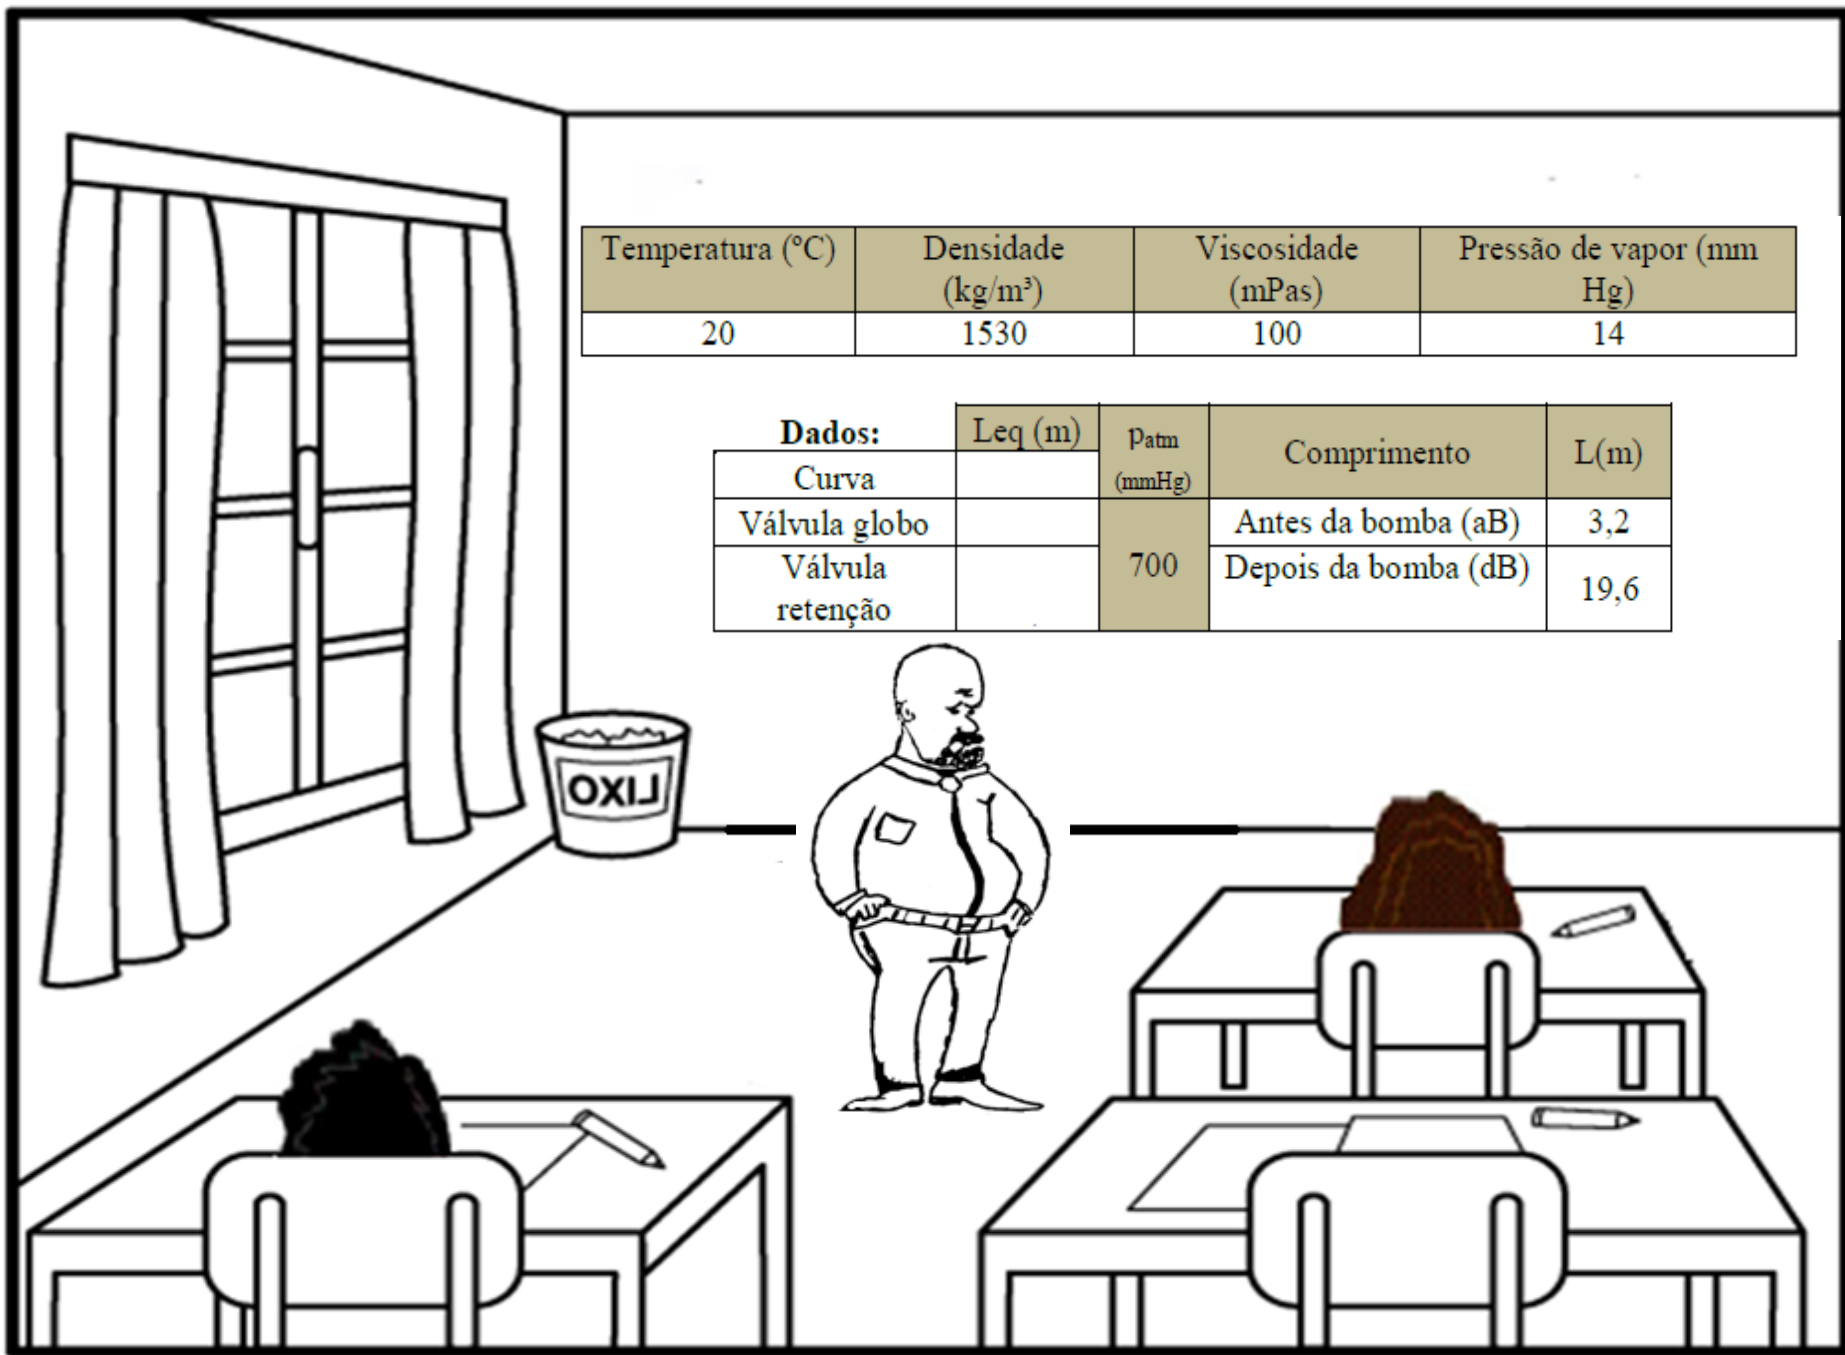 Temperatura (ºC)
Densidade
(kg/m³)
Viscosidade
(mPas)
Pressão de vapor (mm
Hg)
20
1530
100
14
Dados:
Leq (m)
patm
(mmHg)
Comprimento
L(m)
Curva
Válvula globo
700
Antes da bomba (aB)
3,2
Válvula
retenção
Depois da bomba (dB)
19,6
LIXO